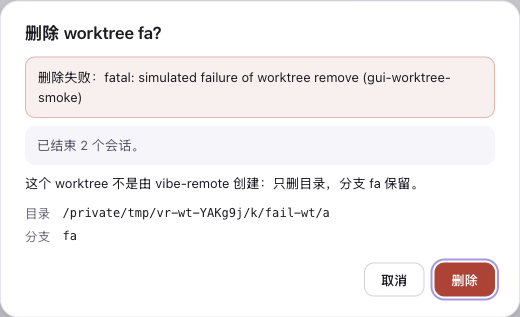 删除 worktree fa?
删除失败：fatal: simulated failure of worktree remove (gui-worktree-
smoke)
已结束 2 个会话。
这个 worktree 不是由 vibe-remote 创建：只删目录，分支 fa 保留。
目录 /private/tmp/vr-wt-YAKg9j/k/fail-wt/a
分支 fa
取消 删除